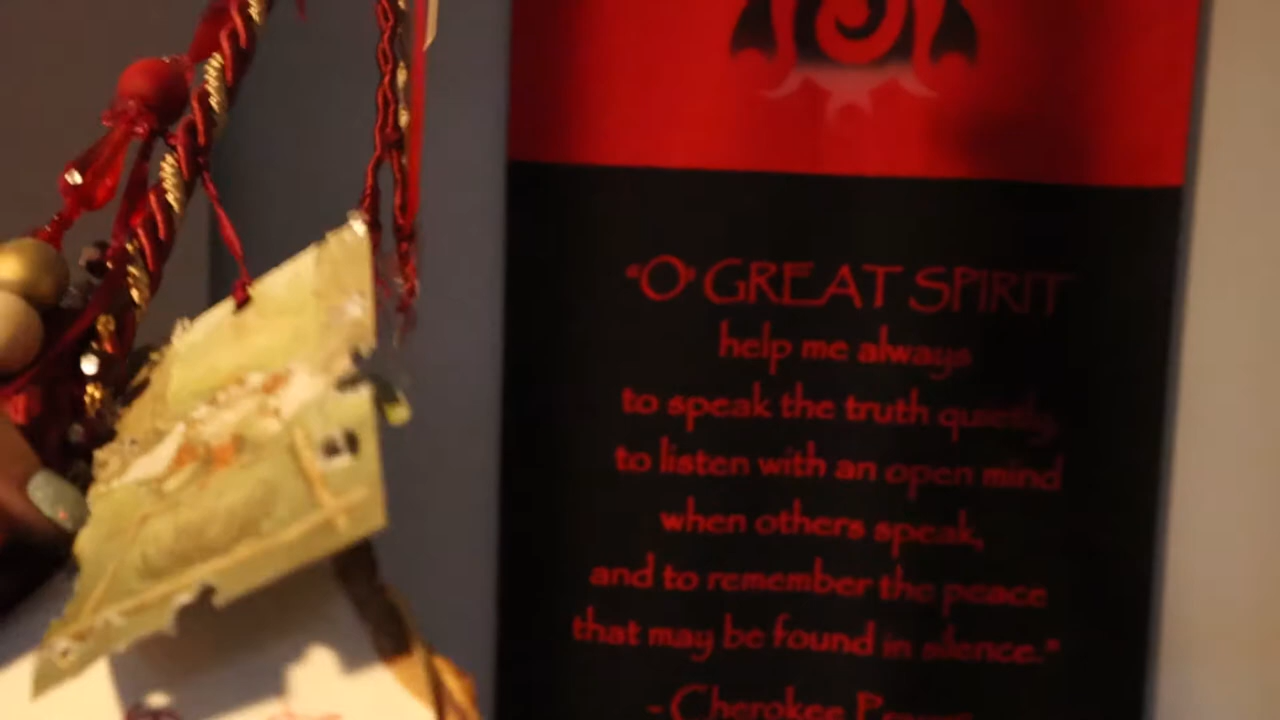 "O" GREAT SPIRIT
help me always
to speak the truth quietly,
to listen with an open mind
when others speak,
and to remember the peace
that may be found in silence."
- Cherokee Prayer